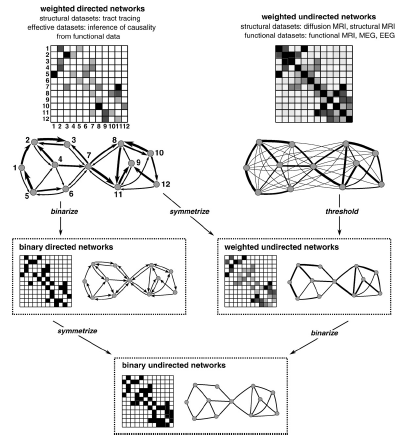 weighted directed networks
structural datasets: tract tracing
effective datasets: inference of causality
from functional data
weighted undirected networks
structural datasets: diffusion MRI, structural MRI
functional datasets: functional MRI, MEG, EEG
1
2
3
4
5
6
7
8
9
10
11
12
1 2 3 4 5 6 7 8 9 10 11 12
2
3
8
10
1
4
7
9
5
6
11
12
binarize
symmetrize
threshold
binary directed networks
weighted undirected networks
symmetrize
binarize
binary undirected networks